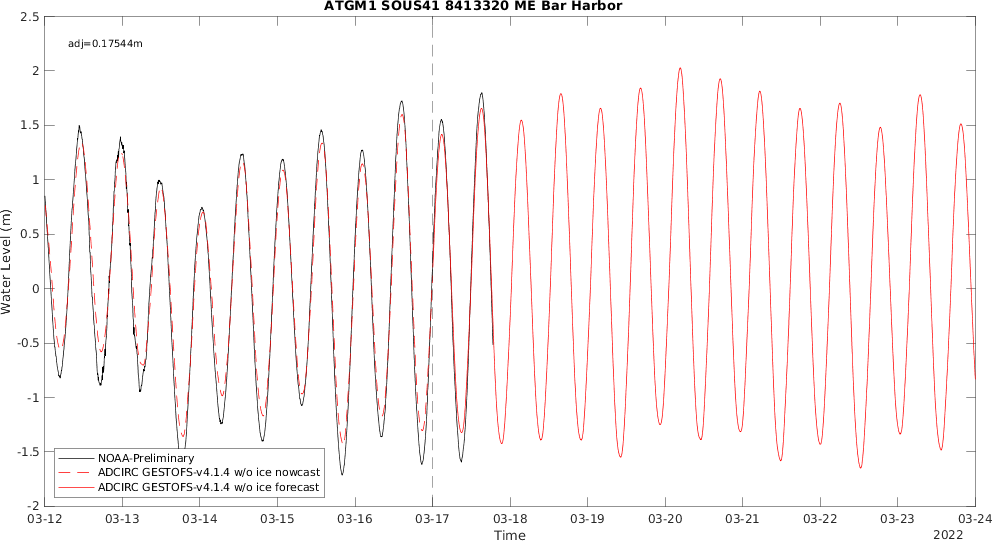 ATGM1 SOUS41 8413320 ME Bar Harbor
adj=0.17544m
2.5
2
1.5
1
0.5
0
-0.5
-1
-1.5
-2
Water Level (m)
NOAA-Preliminary
ADCIRC GESTOFS-v4.1.4 w/o ice nowcast
ADCIRC GESTOFS-v4.1.4 w/o ice forecast
03-12 03-13 03-14 03-15 03-16 03-17 03-18 03-19 03-20 03-21 03-22 03-23 03-24
Time
2022